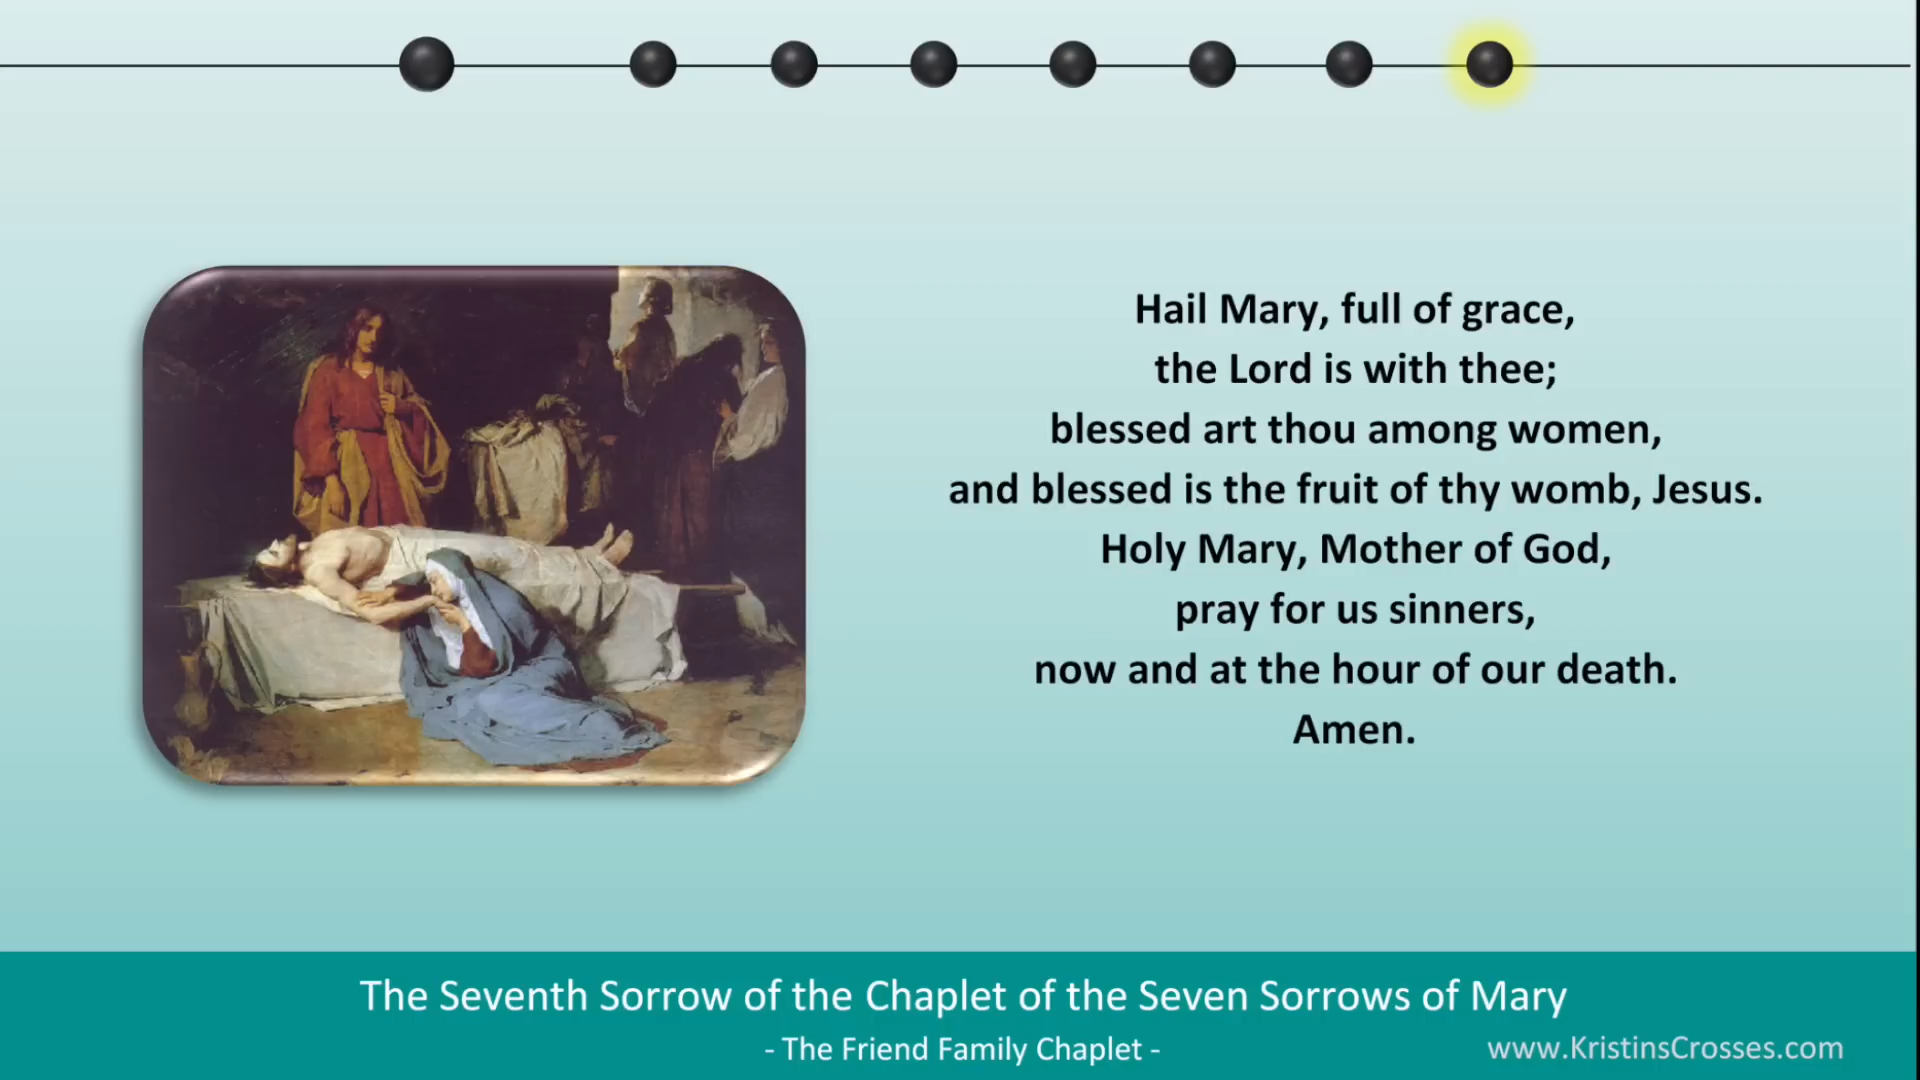 Hail Mary, full of grace,
the Lord is with thee;
blessed art thou among women,
and blessed is the fruit of thy womb, Jesus.
Holy Mary, Mother of God,
pray for us sinners,
now and at the hour of our death.
Amen.
The Seventh Sorrow of the Chaplet of the Seven Sorrows of Mary
- The Friend Family Chaplet -
www.KristinsCrosses.com